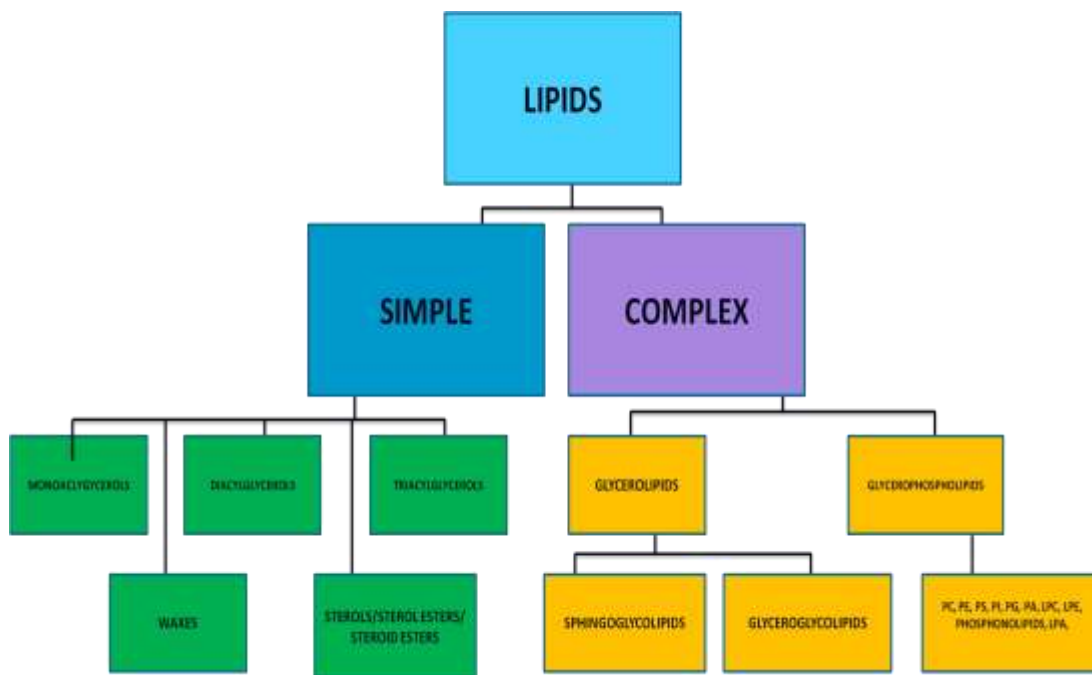 LIPIDS
SIMPLE
COMPLEX
MONOACLYGYCEROLS
DIACYLGLYCEROLS
TRIACYLGLYCEROLS
GLYCEROLIPIDS
GLYCEROPHOSPHOLIPIDS
WAXES
STEROLS/STEROL ESTERS/
STEROID ESTERS
SPHINGOGLYCOLIPIDS
GLYCEROGLYCOLIPIDS
PC, PE, PS, PI, PG, PA, LPC, LPE,
PHOSPHONOLIPIDS, LPA,